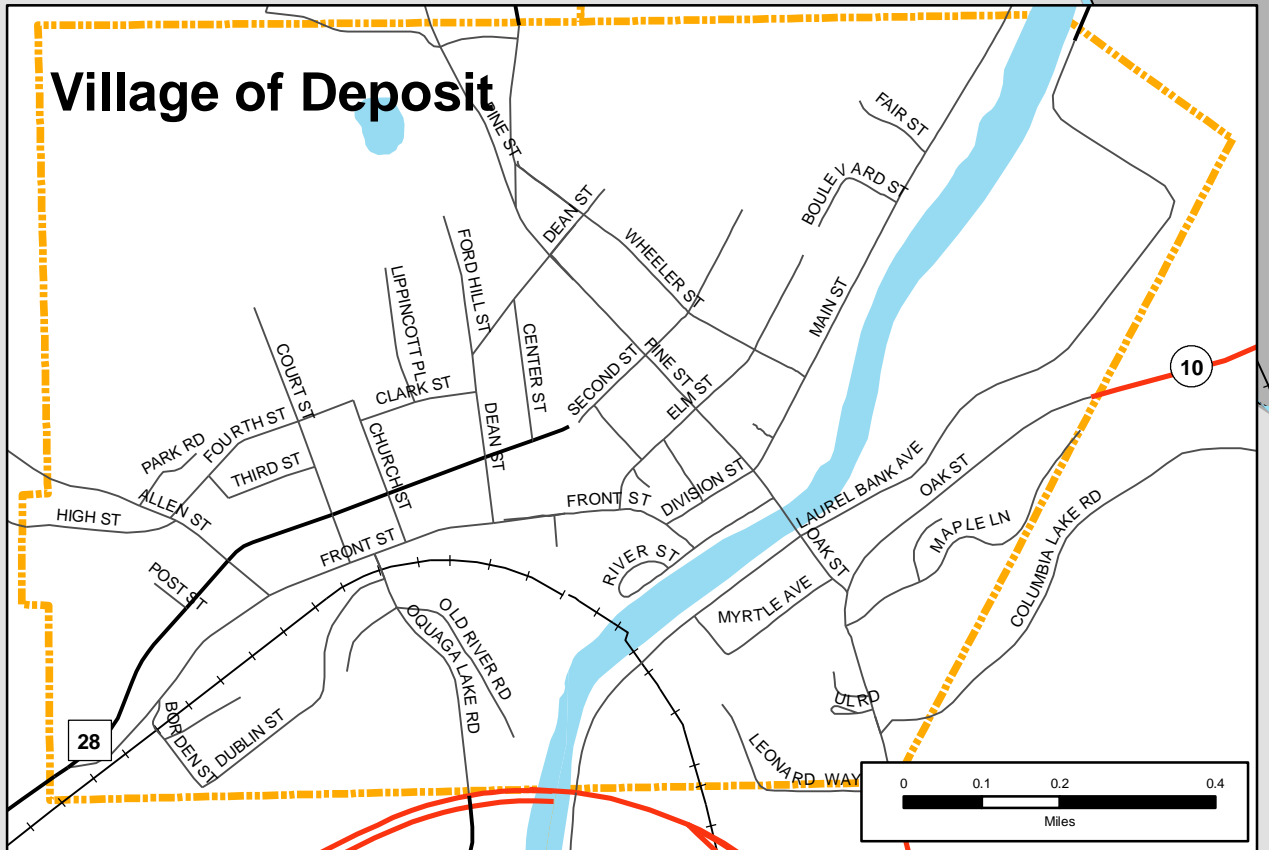 Village of Deposit
PINE ST
FAIR ST
BOULEVARD ST
DEAN ST
WHEELER ST
FORD HILL ST
LIPPINCOTT PL
MAIN ST
CENTER ST
COURT ST
PINE ST
SECOND ST
10
ELM ST
CLARK ST
DEAN ST
CHURCH ST
FOURTH ST
PARK RD
THIRD ST
LAUREL BANK AVE
OAK ST
DIVISION ST
FRONT ST
ALLEN ST
HIGH ST
MAPLE LN
COLUMBIA LAKE RD
FRONT ST
OAK ST
RIVER ST
POST ST
MYRTLE AVE
OLD RIVER RD
OQUAGA LAKE RD
UL RD
BORDEN ST
DUBLIN ST
28
LEONARD WAY
0 0.1 0.2 0.4
Miles